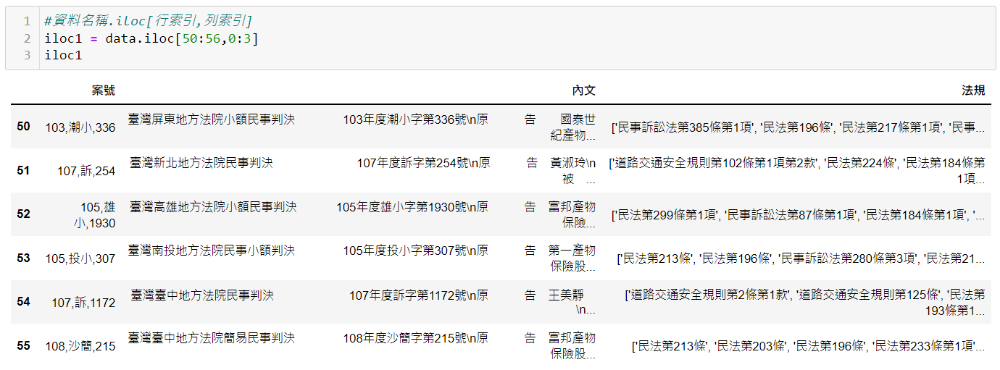 1 #資料名稱.iloc[行索引,列索引]
2 iloc1 = data.iloc[50:56,0:3]
3 iloc1
案號 內文 法規
50 103,潮小,336 臺灣屏東地方法院小額民事判決 103年度潮小字第336號\n原 告 國泰世
紀產物... ['民事訴訟法第385條第1項', '民法第196條', '民法第217條第1項', '民事...
51 107,訴,254 臺灣新北地方法院民事判決 107年度訴字第254號\n原 告 黃淑玲\n
被 ... ['道路交通安全規則第102條第1項第2款', '民法第224條', '民法第184條第
1項...
52 105,雄
小,1930 臺灣高雄地方法院小額民事判決 105年度雄小字第1930號\n原 告 富邦產物
保險... ['民法第299條第1項', '民事訴訟法第87條第1項', '民法第184條第1項', '...
53 105,投小,307 臺灣南投地方法院民事小額判決 105年度投小字第307號\n原 告 第一產物
保險股... ['民法第213條', '民法第196條', '民事訴訟法第280條第3項', '民法第21...
54 107,訴,1172 臺灣臺中地方法院民事判決 107年度訴字第1172號\n原 告 王美靜
\n... ['道路交通安全規則第2條第1款', '道路交通安全規則第125條', '民法第
193條第1...
55 108,沙簡,215 臺灣臺中地方法院簡易民事判決 108年度沙簡字第215號\n原 告 富邦產物
保險股... ['民法第213條', '民法第203條', '民法第196條', '民法第233條第1項'...